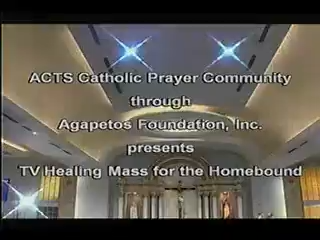 ACTS Catholic Prayer Community
through
Agapetos Foundation, Inc.
presents
TV Healing Mass for the Homebound